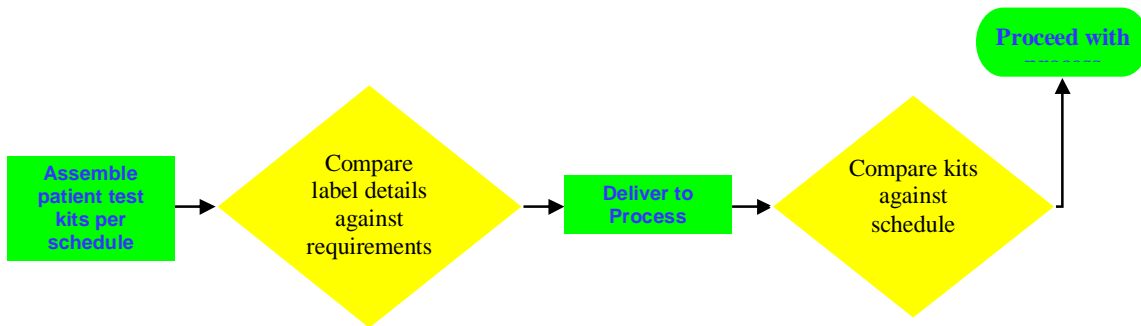 Proceed with
Assemble
patient test
kits per
schedule
Compare
label details
against
requirements
Deliver to
Process
Compare kits
against
schedule